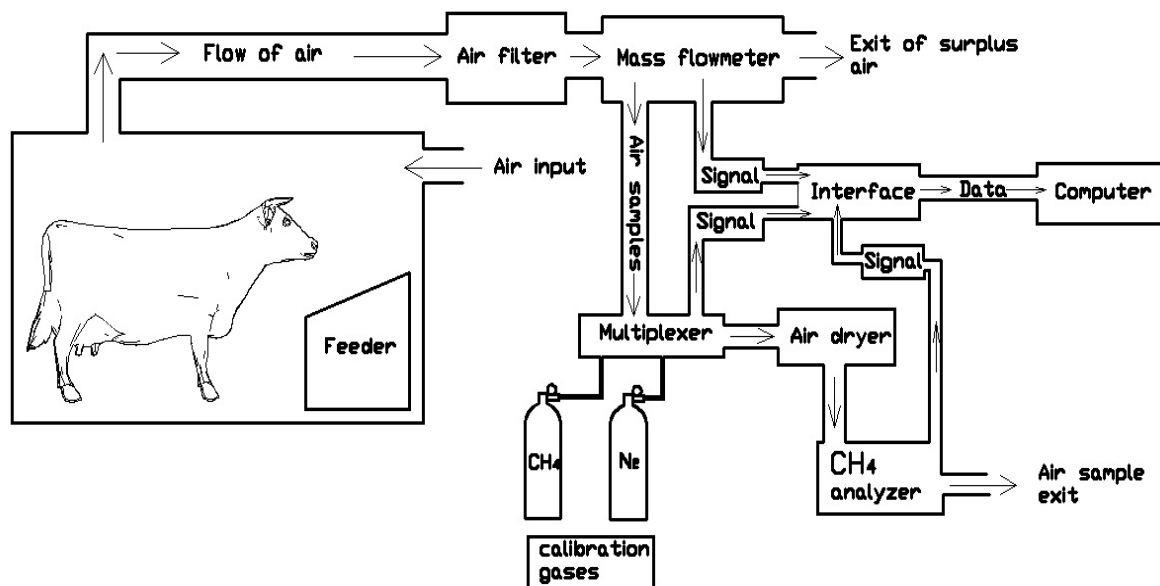 Flow of air
Air filter
Mass flowmeter
Exit of surplus
air
Air input
Air samples
Signal
Interface
Data
Computer
Signal
Signal
Feeder
Multiplexer
Air dryer
CH4
N2
CH4
analyzer
Air sample
exit
calibration
gases